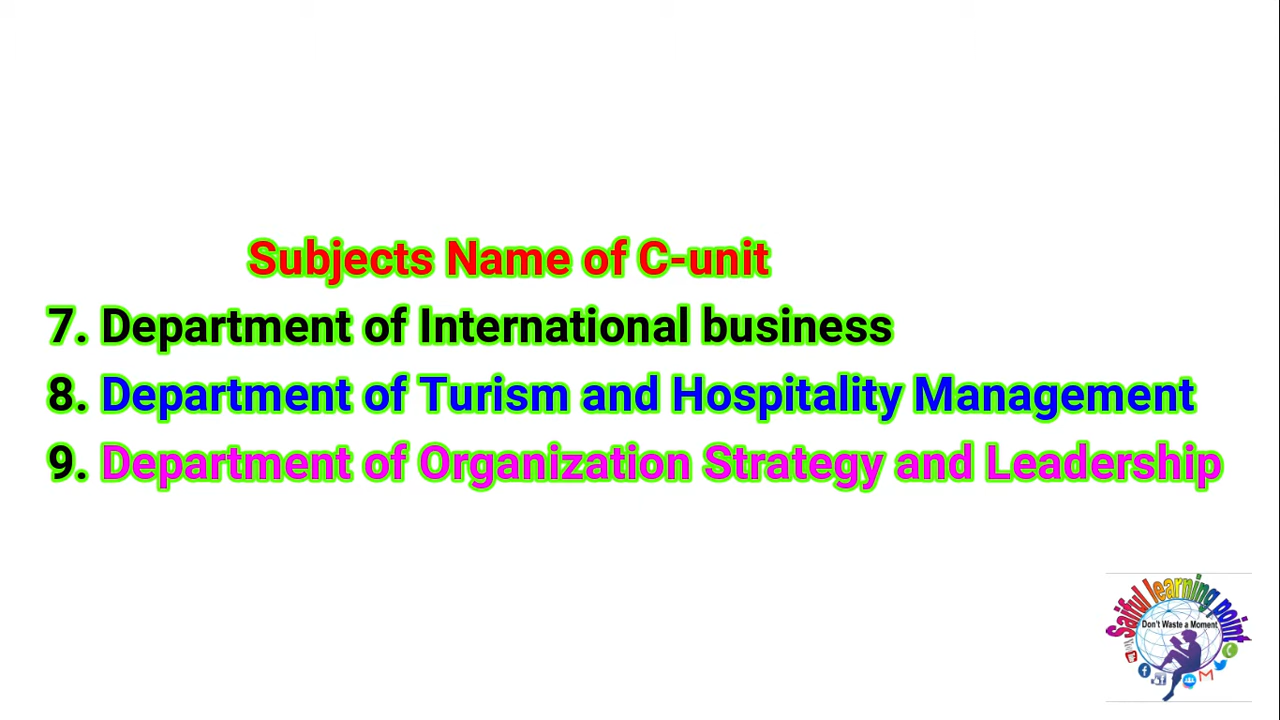 Subjects Name of C-unit
7. Department of International business
8. Department of Turism and Hospitality Management
9. Department of Organization Strategy and Leadership
Saiful learning point
Don't Waste a Moment